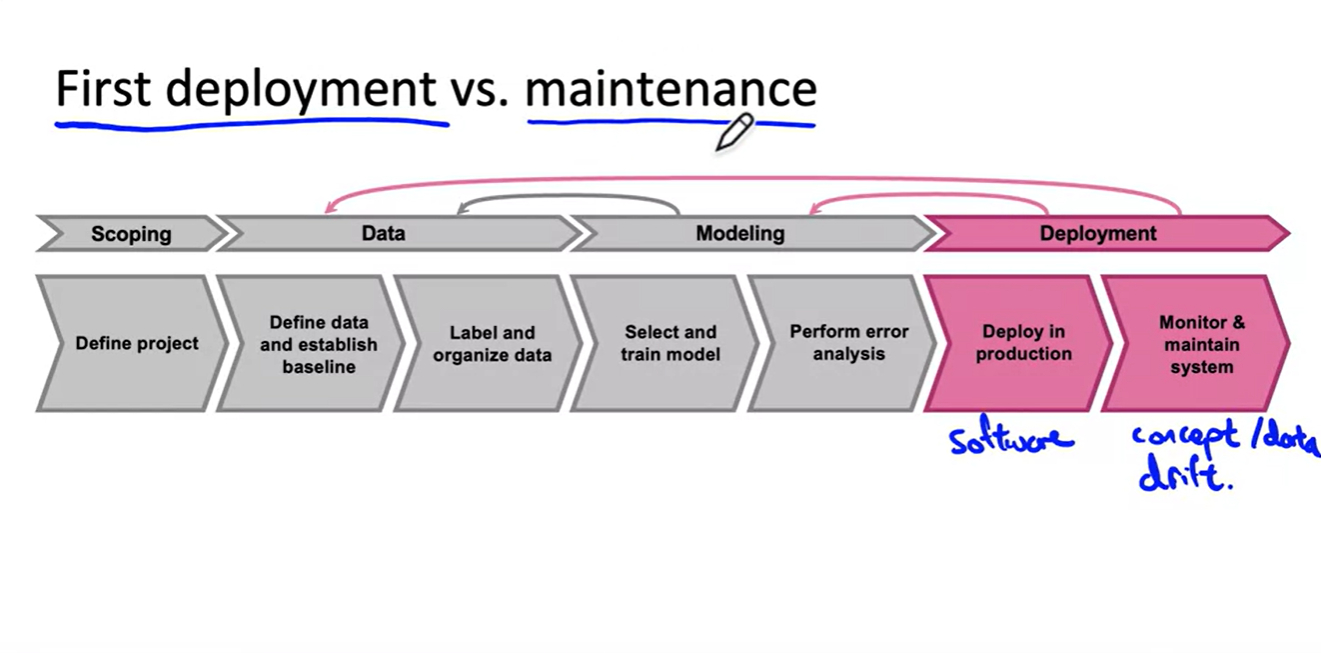 First deployment vs. maintenance
Scoping
Data
Modeling
Deployment
Define project
Define data
and establish
baseline
Label and
organize data
Select and
train model
Perform error
analysis
Deploy in
production
Monitor &
maintain
system
software
concept/data
drift.